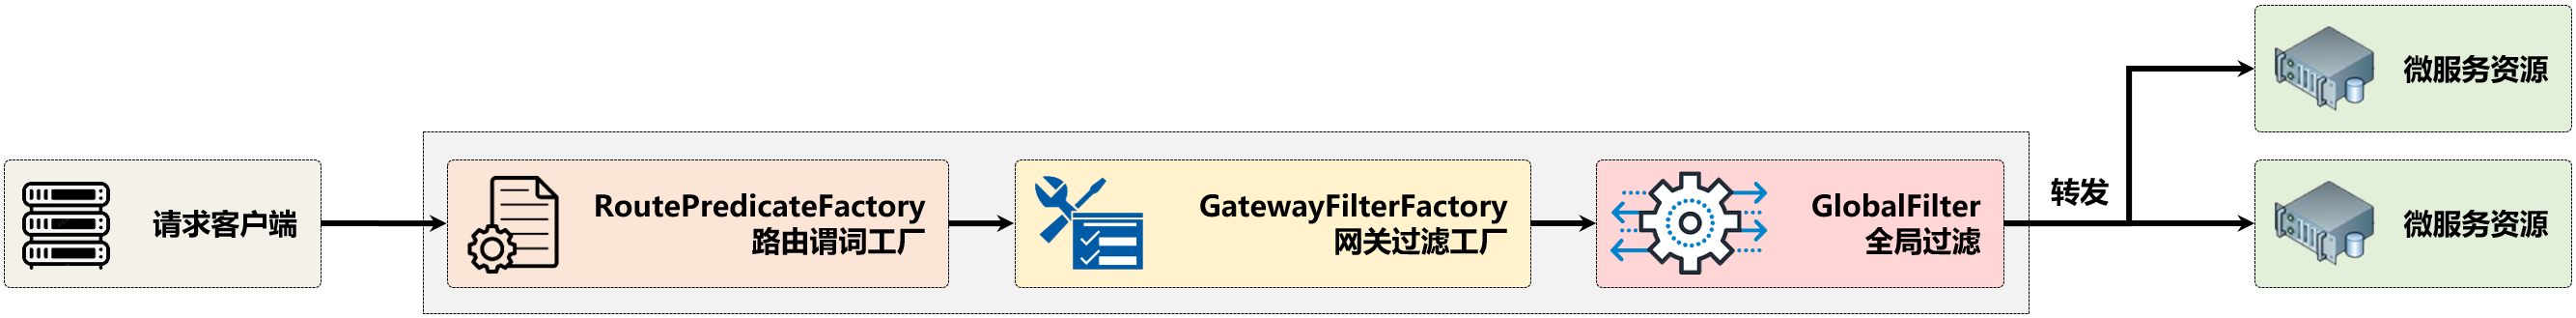 请求客户端
RoutePredicateFactory
路由谓词工厂
GatewayFilterFactory
网关过滤工厂
GlobalFilter
全局过滤
转发
微服务资源
微服务资源